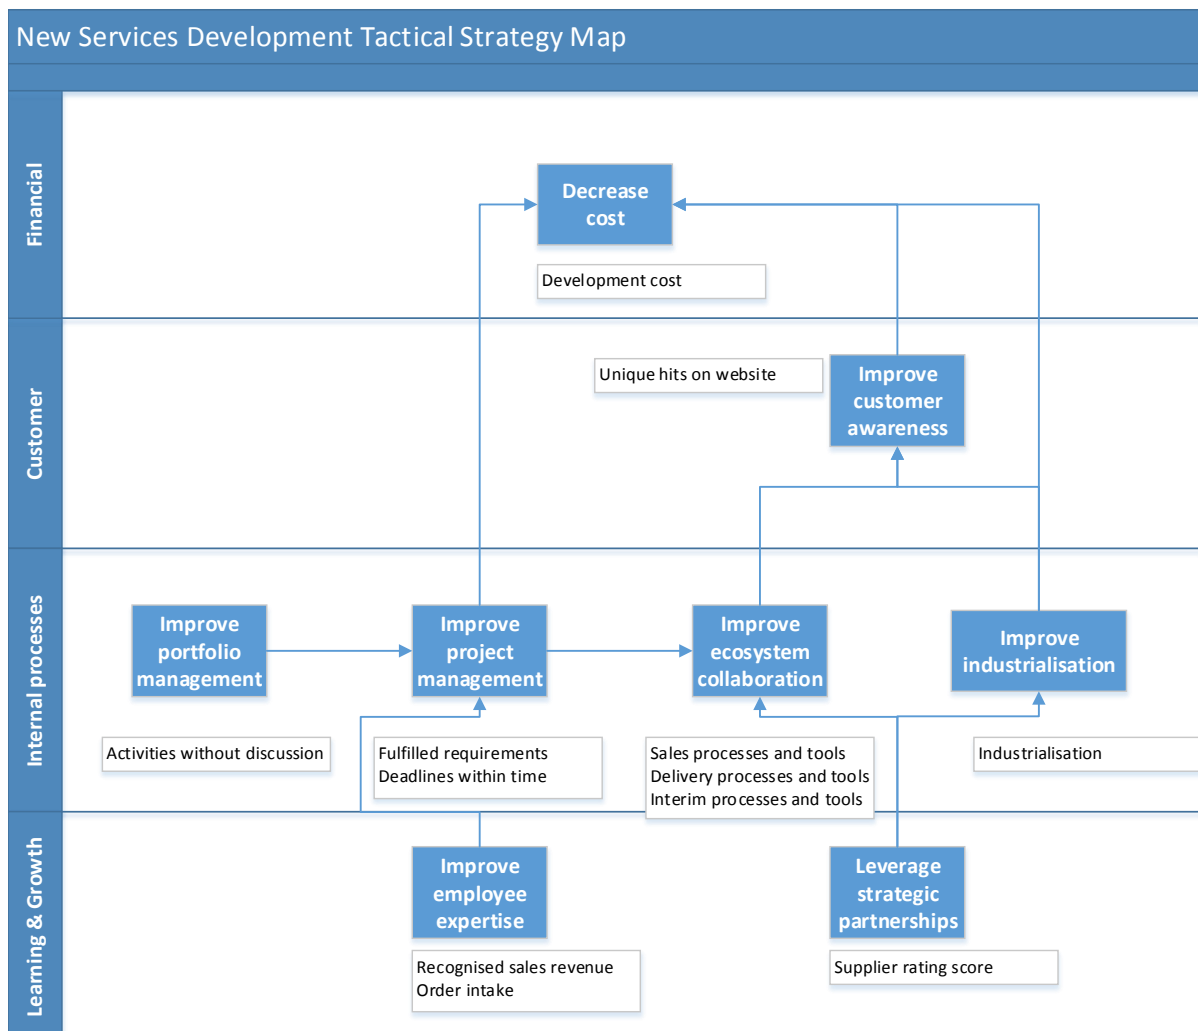 New Services Development Tactical Strategy Map
Financial
Decrease
cost
Development cost
Customer
Unique hits on website
Improve
customer
awareness
Internal processes
Improve
portfolio
management
Improve
project
management
Improve
ecosystem
collaboration
Improve
industrialisation
Activities without discussion
Fulfilled requirements
Deadlines within time
Sales processes and tools
Delivery processes and tools
Interim processes and tools
Industrialisation
Learning & Growth
Improve
employee
expertise
Leverage
strategic
partnerships
Recognised sales revenue
Order intake
Supplier rating score